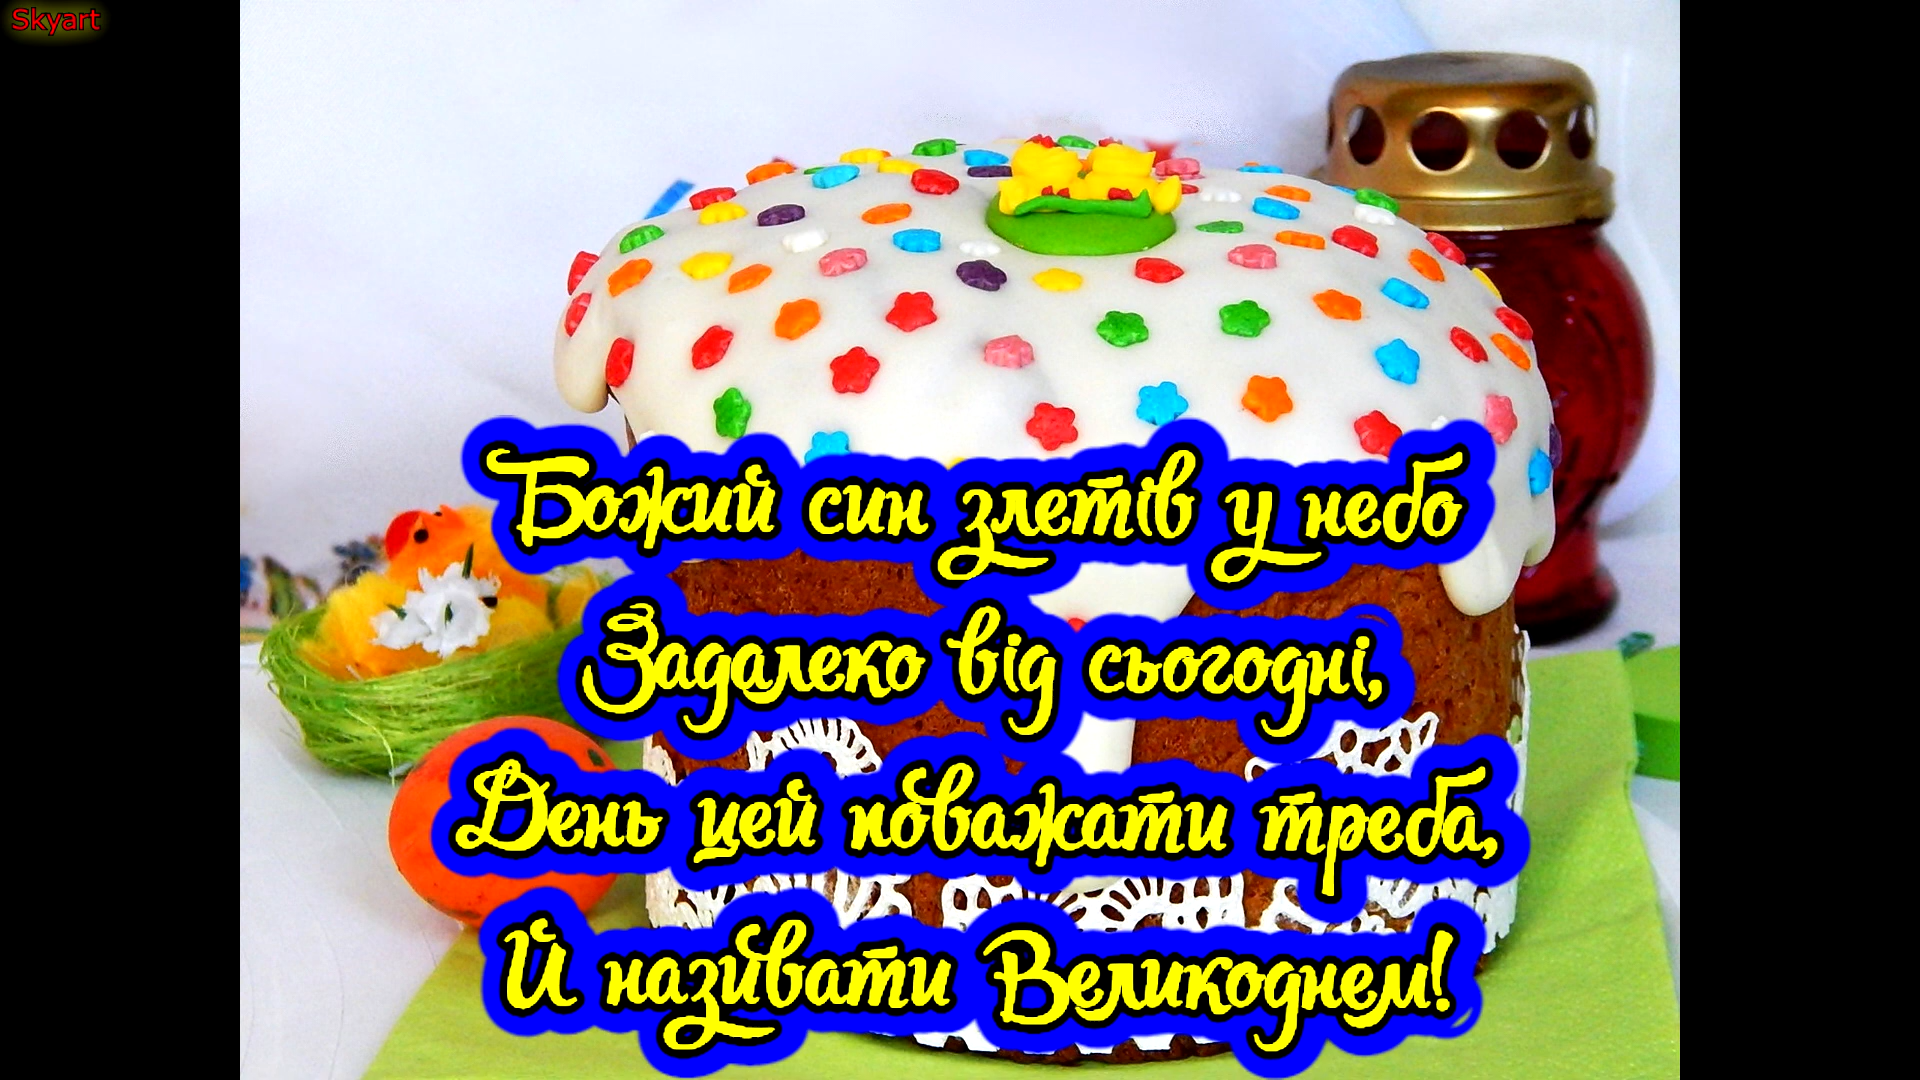 Skyart
Божий син злетів у небо
Задалеко від сьогодні,
День цей поважати треба,
Й називати Великоднем!